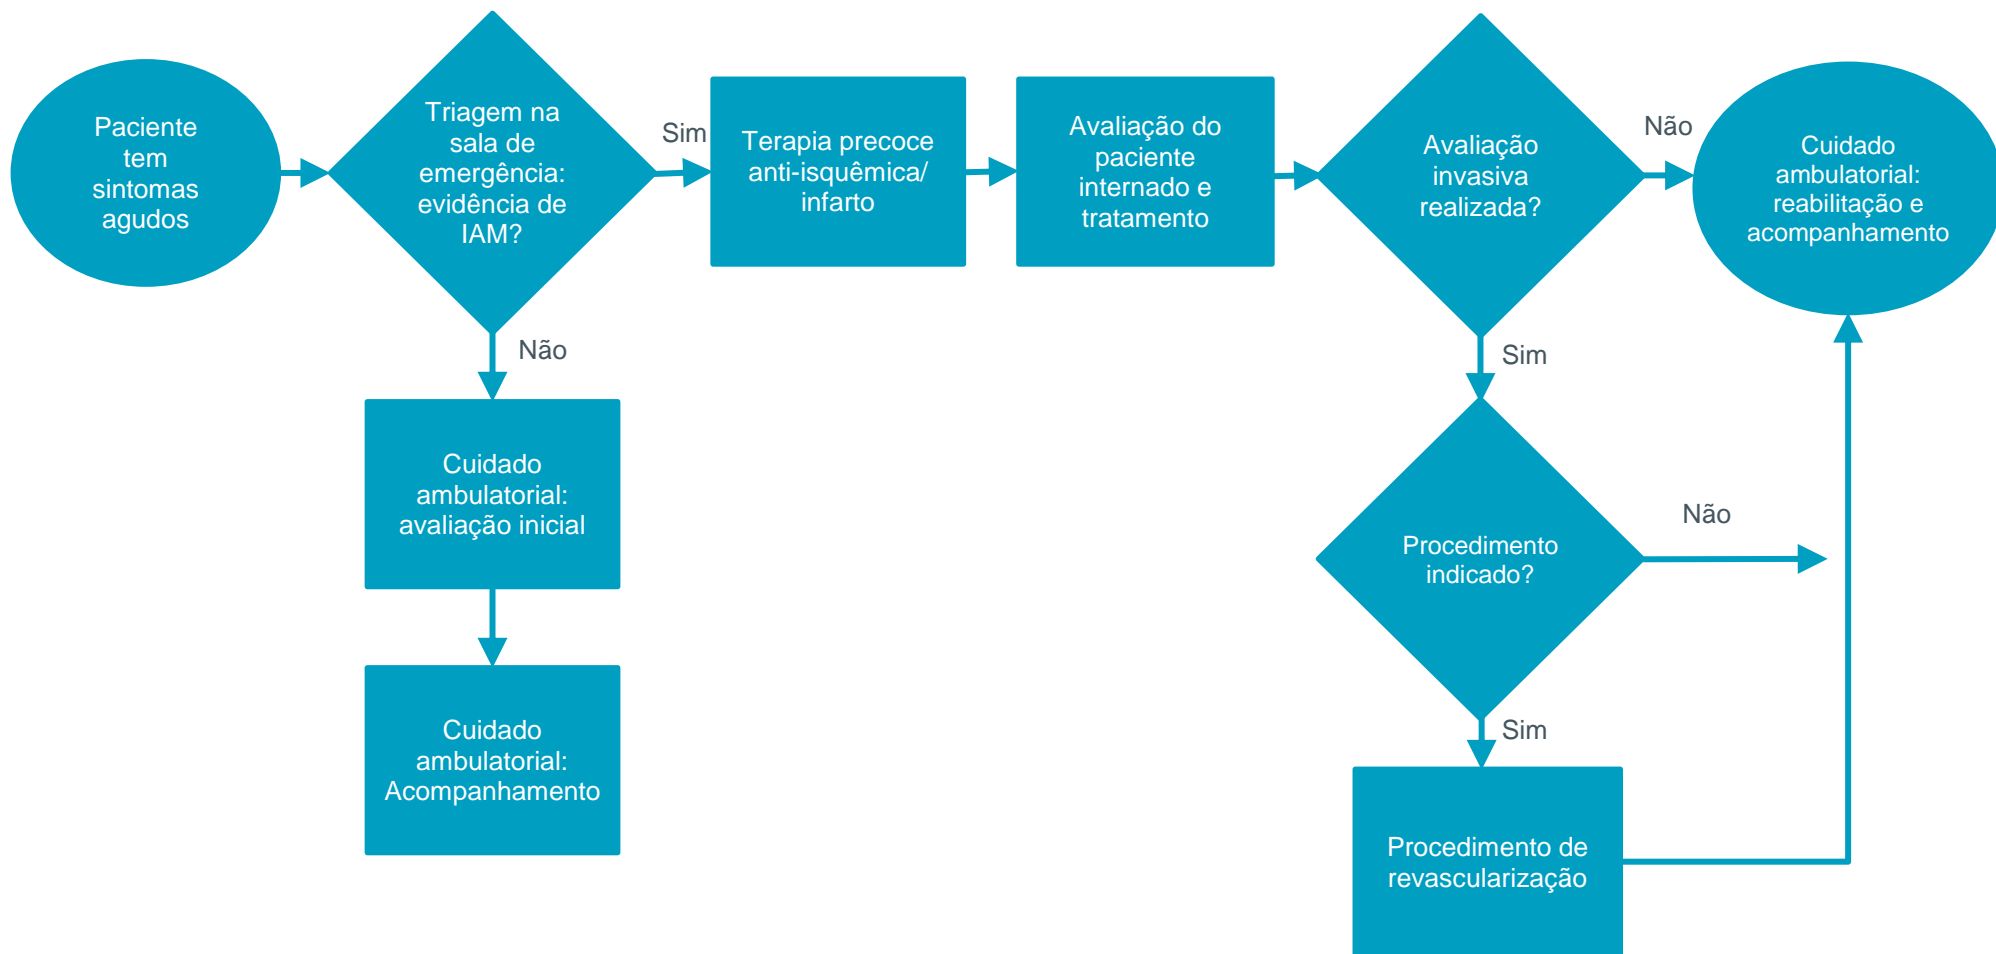 Paciente
tem
sintomas
agudos
Triagem na
sala de
emergência:
evidência de
IAM?
Sim
Terapia precoce
anti-isquêmica/
infarto
Avaliação do
paciente
internado e
tratamento
Avaliação
invasiva
realizada?
Não
Cuidado
ambulatorial:
reabilitação e
acompanhamento
Não
Cuidado
ambulatorial:
avaliação inicial
Cuidado
ambulatorial:
Acompanhamento
Sim
Procedimento
indicado?
Não
Sim
Procedimento de
revascularização